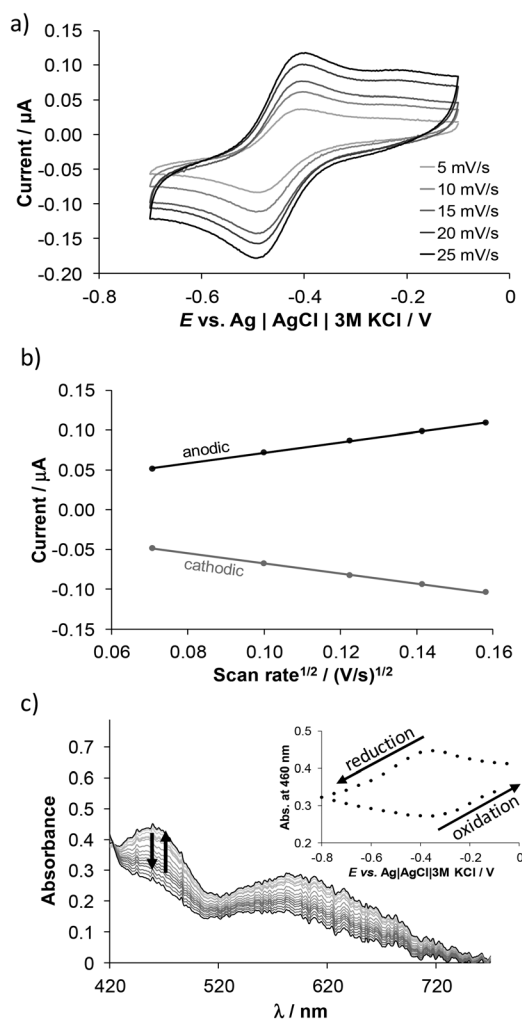 a)
Current / µA
0.15
0.10
0.05
0.00
-0.05
-0.10
-0.15
-0.20
5 mV/s
10 mV/s
15 mV/s
20 mV/s
25 mV/s
-0.8 -0.6 -0.4 -0.2 0
E vs. Ag | AgCl | 3M KCl / V
b)
Current / µA
0.15
0.10
0.05
0.00
-0.05
-0.10
-0.15
anodic
cathodic
0.06 0.08 0.10 0.12 0.14 0.16
Scan rate^1/2 / (V/s)^1/2
c)
Absorbance
0.7
0.6
0.5
0.4
0.3
0.2
0.1
0
420 520 620 720
λ / nm
Abs. at 460 nm
0.5
0.4
0.3
0.2
reduction
oxidation
-0.8 -0.6 -0.4 -0.2 0
E vs. Ag|AgCl|3M KCl / V